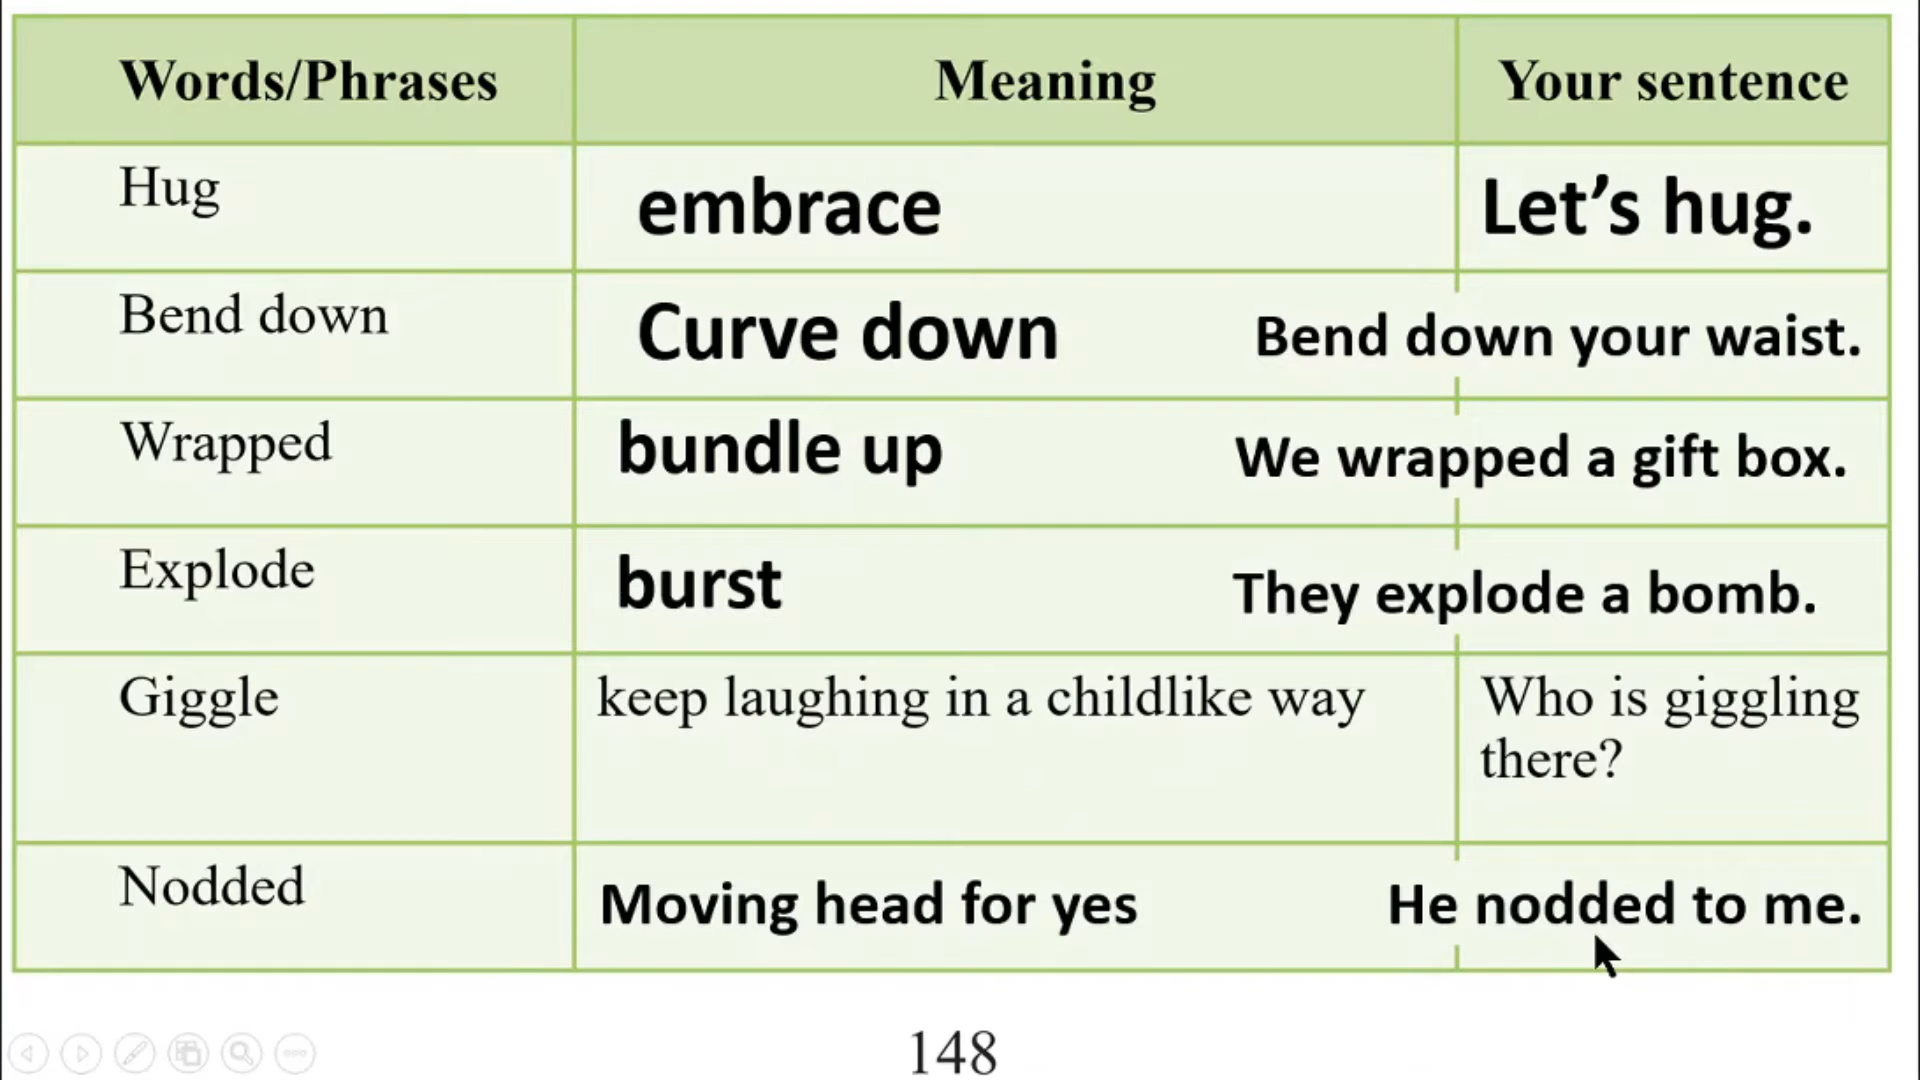 Words/Phrases Meaning Your sentence
Hug embrace Let’s hug.
Bend down Curve down Bend down your waist.
Wrapped bundle up We wrapped a gift box.
Explode burst They explode a bomb.
Giggle keep laughing in a childlike way Who is giggling
there?
Nodded Moving head for yes He nodded to me.
148